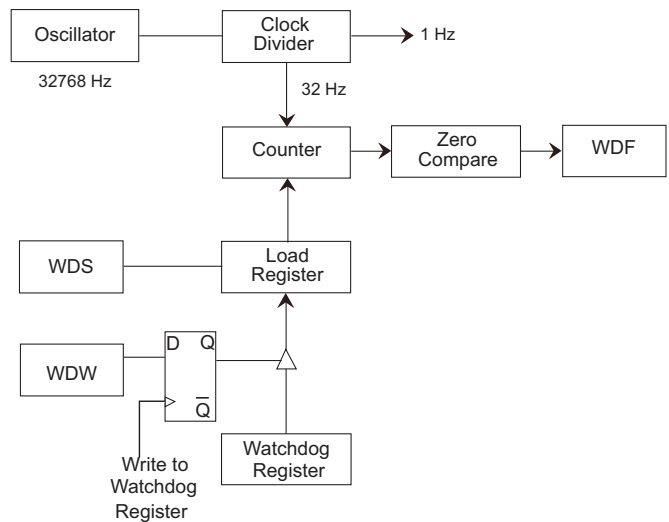 Oscillator
Clock
Divider
1 Hz
32768 Hz
32 Hz
Counter
Zero
Compare
WDF
WDS
Load
Register
WDW
D Q
Q̅
Watchdog
Register
Write to
Watchdog
Register